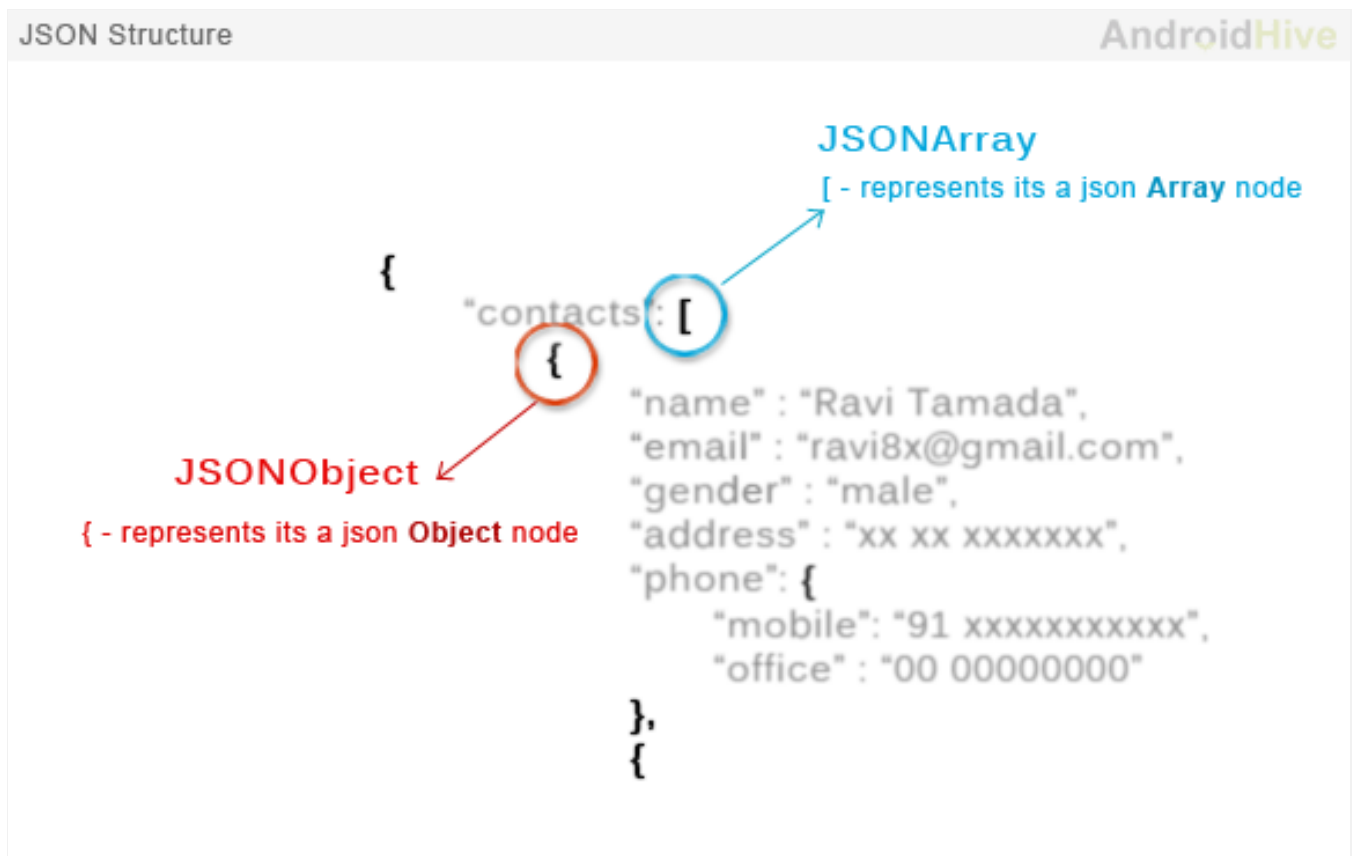 JSON Structure
AndroidHive
JSONArray
[ - represents its a json Array node
{
“contacts”: [
{
“name” : “Ravi Tamada”,
“email” : “ravi8x@gmail.com”,
JSONObject
“gender” : “male”,
{ - represents its a json Object node
“address” : “xx xx xxxxxxx”,
“phone”: {
“mobile”: “91 xxxxxxxxxxx”,
“office” : “00 00000000”
},
{